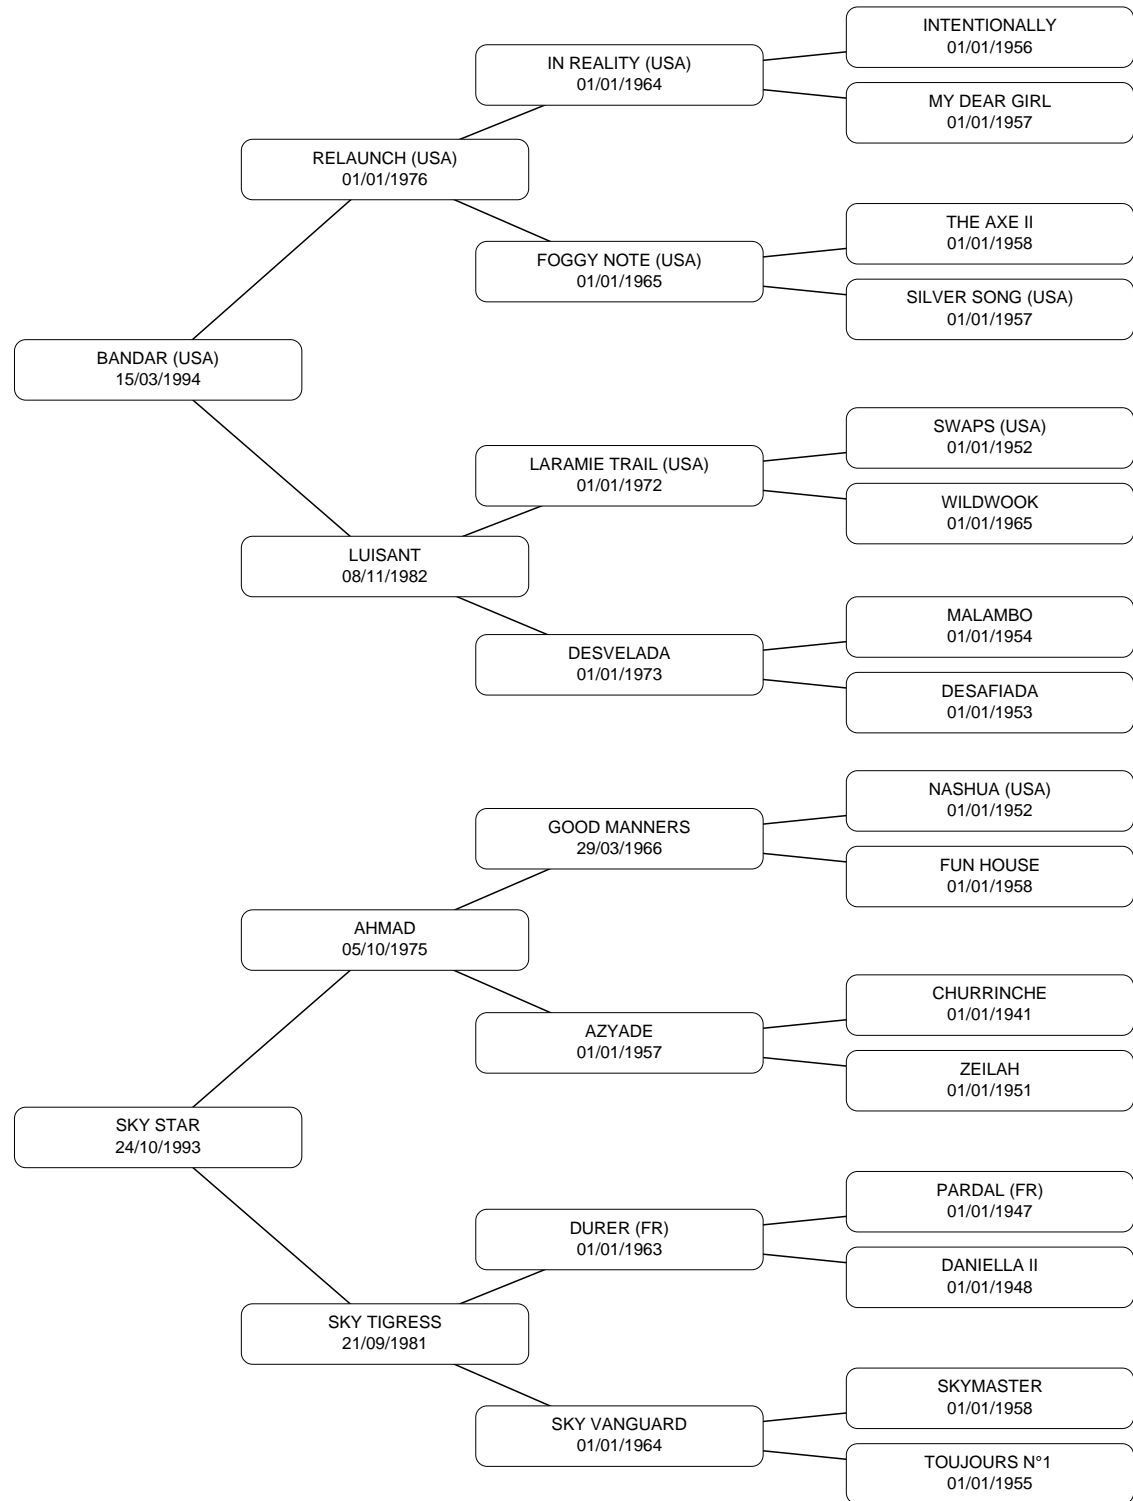 INTENTIONALLY
01/01/1956
IN REALITY (USA)
01/01/1964
MY DEAR GIRL
01/01/1957
RELAUNCH (USA)
01/01/1976
THE AXE II
01/01/1958
FOGGY NOTE (USA)
01/01/1965
SILVER SONG (USA)
01/01/1957
BANDAR (USA)
15/03/1994
SWAPS (USA)
01/01/1952
LARAMIE TRAIL (USA)
01/01/1972
WILDWOOK
01/01/1965
LUISANT
08/11/1982
MALAMBO
01/01/1954
DESVELADA
01/01/1973
DESAFIADA
01/01/1953
NASHUA (USA)
01/01/1952
GOOD MANNERS
29/03/1966
FUN HOUSE
01/01/1958
AHMAD
05/10/1975
CHURRINCHE
01/01/1941
AZYADE
01/01/1957
ZEILAH
01/01/1951
SKY STAR
24/10/1993
PARDAL (FR)
01/01/1947
DURER (FR)
01/01/1963
DANIELLA II
01/01/1948
SKY TIGRESS
21/09/1981
SKYMASTER
01/01/1958
SKY VANGUARD
01/01/1964
TOUJOURS N°1
01/01/1955